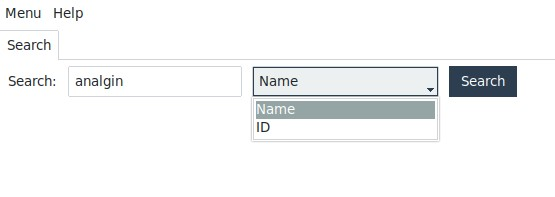 Menu Help
Search
Search: analgin Name Search
Name
ID